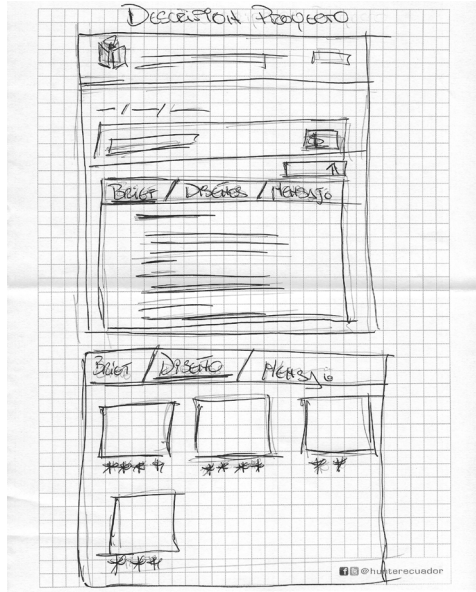 DESCRIPCION PROYECTO
$
BRIEF / DISEÑOS / MENSAJE
BRIEF / DISEÑO / MENSAJE
@hunterecuador